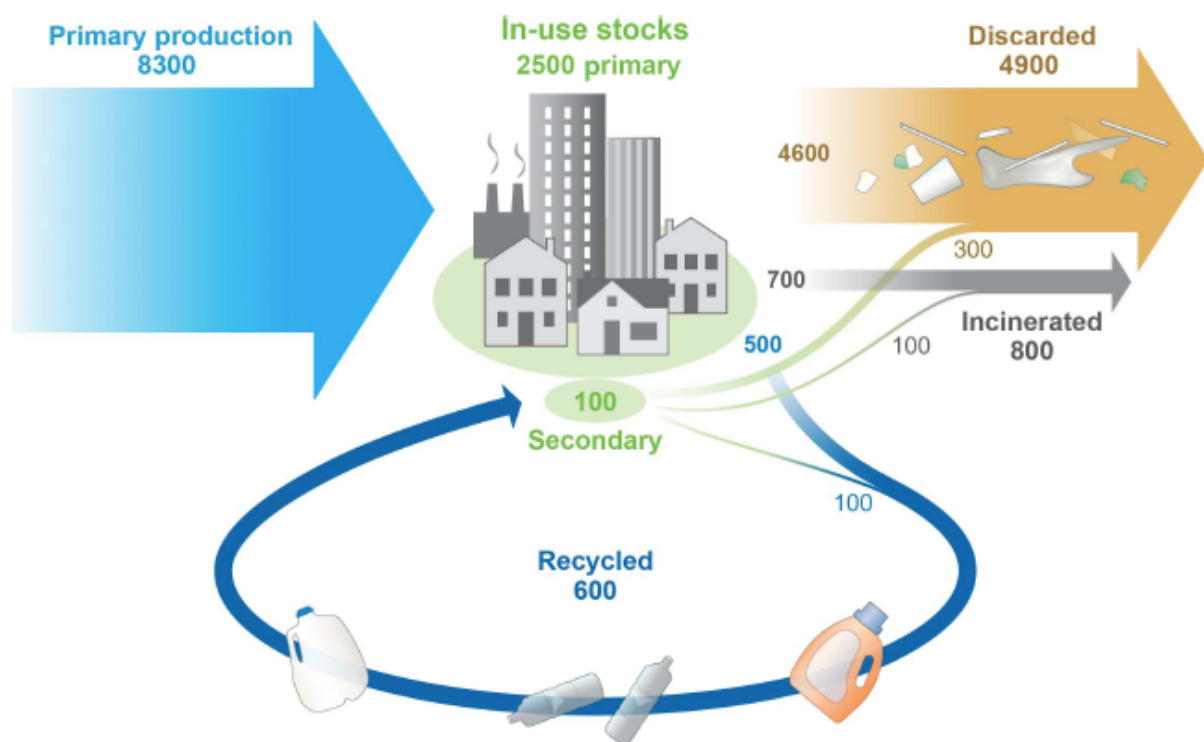 Primary production
8300
In-use stocks
2500 primary
Discarded
4900
4600
300
700
Incinerated
800
500
100
100
Secondary
100
Recycled
600